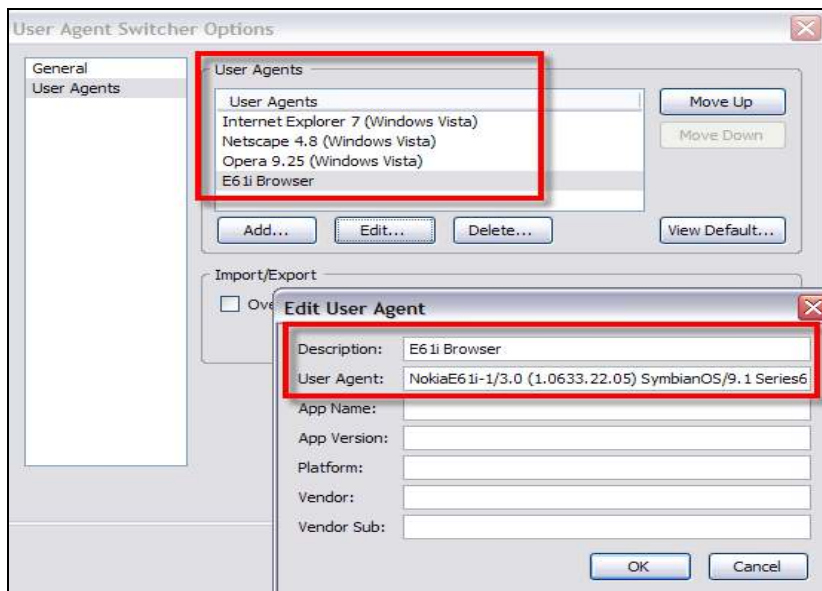 User Agent Switcher Options
General
User Agents
User Agents
User Agents
Internet Explorer 7 (Windows Vista)
Netscape 4.8 (Windows Vista)
Opera 9.25 (Windows Vista)
E61i Browser
Move Up
Move Down
Add... Edit... Delete... View Default...
Import/Export
Ove
Edit User Agent
Description: E61i Browser
User Agent: NokiaE61i-1/3.0 (1.0633.22.05) SymbianOS/9.1 Series6
App Name:
App Version:
Platform:
Vendor:
Vendor Sub:
OK Cancel